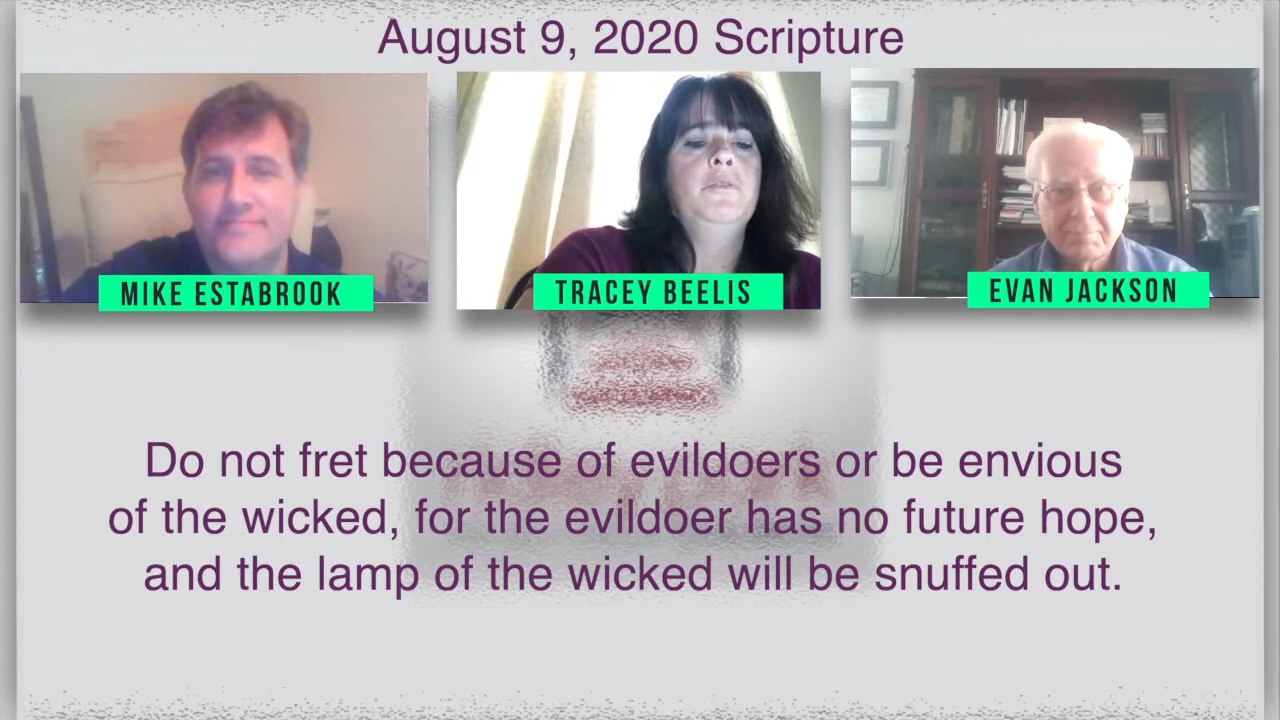 August 9, 2020 Scripture
MIKE ESTABROOK
TRACEY BEELIS
EVAN JACKSON
Do not fret because of evildoers or be envious
of the wicked, for the evildoer has no future hope,
and the lamp of the wicked will be snuffed out.